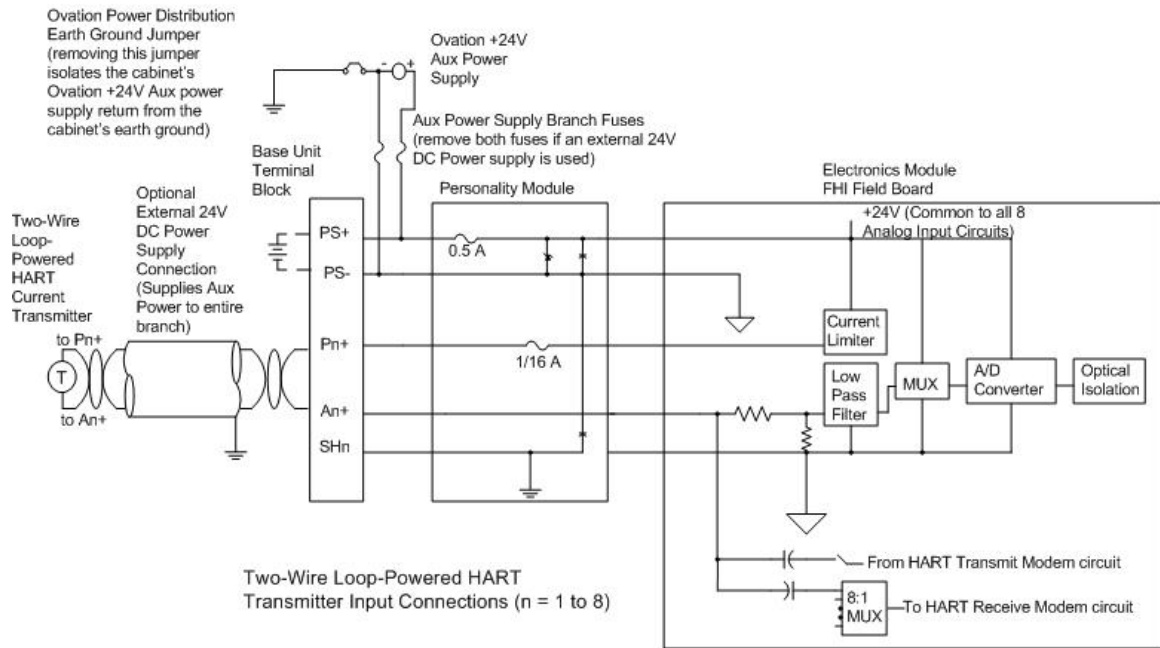 Ovation Power Distribution
Earth Ground Jumper
(removing this jumper
isolates the cabinet's
Ovation +24V Aux power
supply return from the
cabinet's earth ground)
- +
Ovation +24V
Aux Power
Supply
Aux Power Supply Branch Fuses
(remove both fuses if an external 24V
DC Power supply is used)
Base Unit
Terminal
Block
Personality Module
Electronics Module
FHI Field Board
Optional
External 24V
DC Power
Supply
Connection
(Supplies Aux
Power to entire
branch)
Two-Wire
Loop-
Powered
HART
Current
Transmitter
+24V (Common to all 8
Analog Input Circuits)
PS+
0.5 A
PS-
to Pn+
T
to An+
Pn+
1/16 A
Current
Limiter
Low
Pass
Filter
MUX
A/D
Converter
Optical
Isolation
An+
SHn
From HART Transmit Modem circuit
8:1
MUX
To HART Receive Modem circuit
Two-Wire Loop-Powered HART
Transmitter Input Connections (n = 1 to 8)